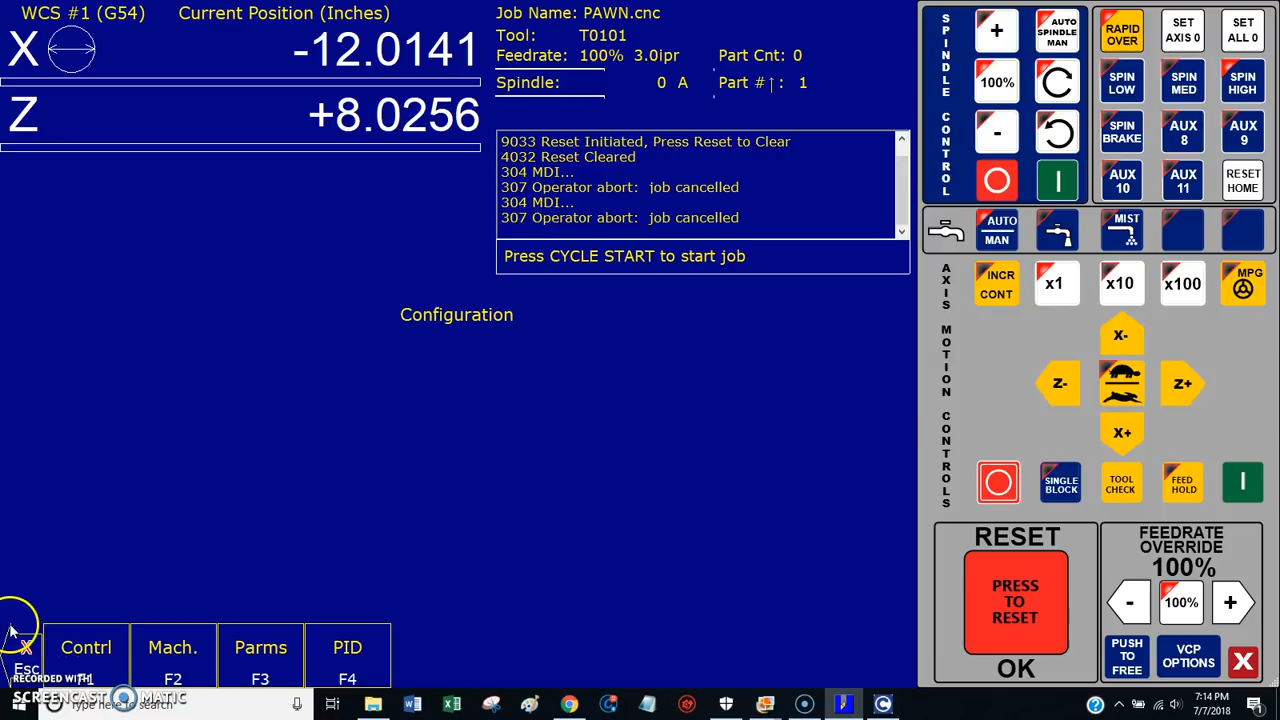 WCS #1 (G54) Current Position (Inches)
X -12.0141
Z +8.0256
Job Name: PAWN.cnc
Tool: T0101
Feedrate: 100% 3.0ipr Part Cnt: 0
Spindle: 0 A Part #↑: 1
9033 Reset Initiated, Press Reset to Clear
4032 Reset Cleared
304 MDI...
307 Operator abort: job cancelled
304 MDI...
307 Operator abort: job cancelled
Press CYCLE START to start job
Configuration
X
Esc
Contrl
F1
Mach.
F2
Parms
F3
PID
F4
RECORDED WITH
SCREENCAST MATIC
Type here to search
SPINDLE CONTROL
+
AUTO
SPINDLE
MAN
100%
-
RAPID
OVER
SET
AXIS 0
SET
ALL 0
SPIN
LOW
SPIN
MED
SPIN
HIGH
SPIN
BRAKE
AUX
8
AUX
9
AUX
10
AUX
11
RESET
HOME
AUTO
MAN
MIST
AXIS MOTION CONTROLS
INCR
CONT
x1
x10
x100
MPG
X-
Z-
Z+
X+
SINGLE
BLOCK
TOOL
CHECK
FEED
HOLD
RESET
PRESS
TO
RESET
OK
FEEDRATE
OVERRIDE
100%
-
100%
+
PUSH
TO
FREE
VCP
OPTIONS
X
7:14 PM
7/7/2018